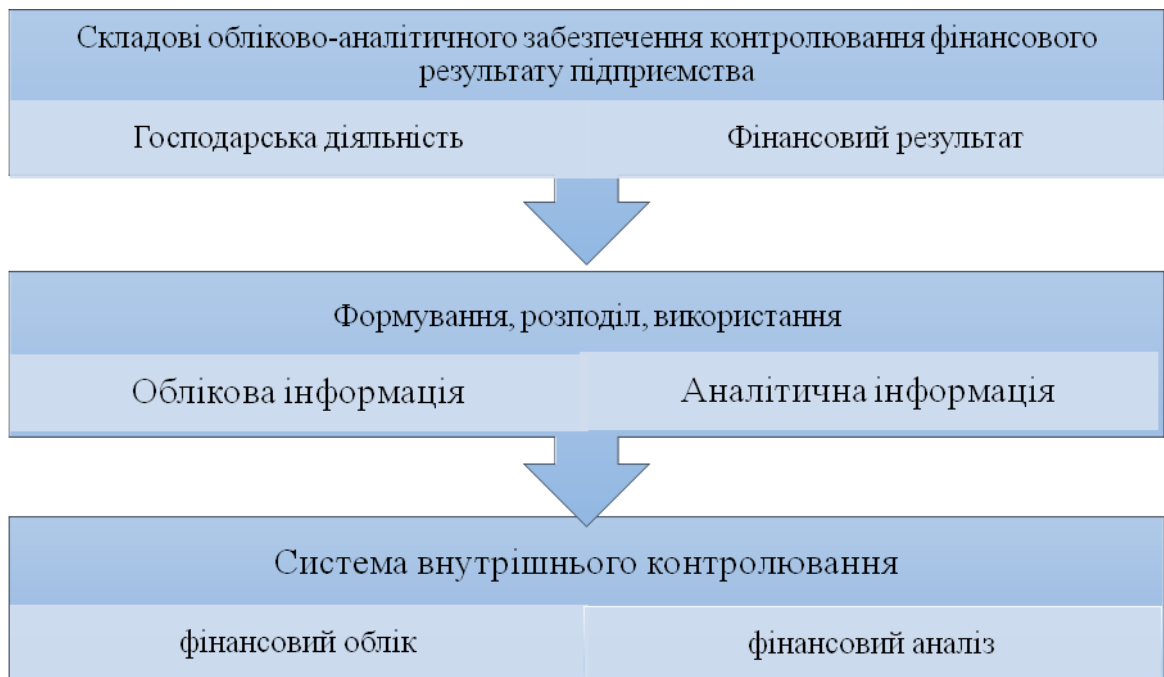 Складові обліково-аналітичного забезпечення контролювання фінансового
результату підприємства
Господарська діяльність
Фінансовий результат
Формування, розподіл, використання
Облікова інформація
Аналітична інформація
Система внутрішнього контролювання
фінансовий облік
фінансовий аналіз